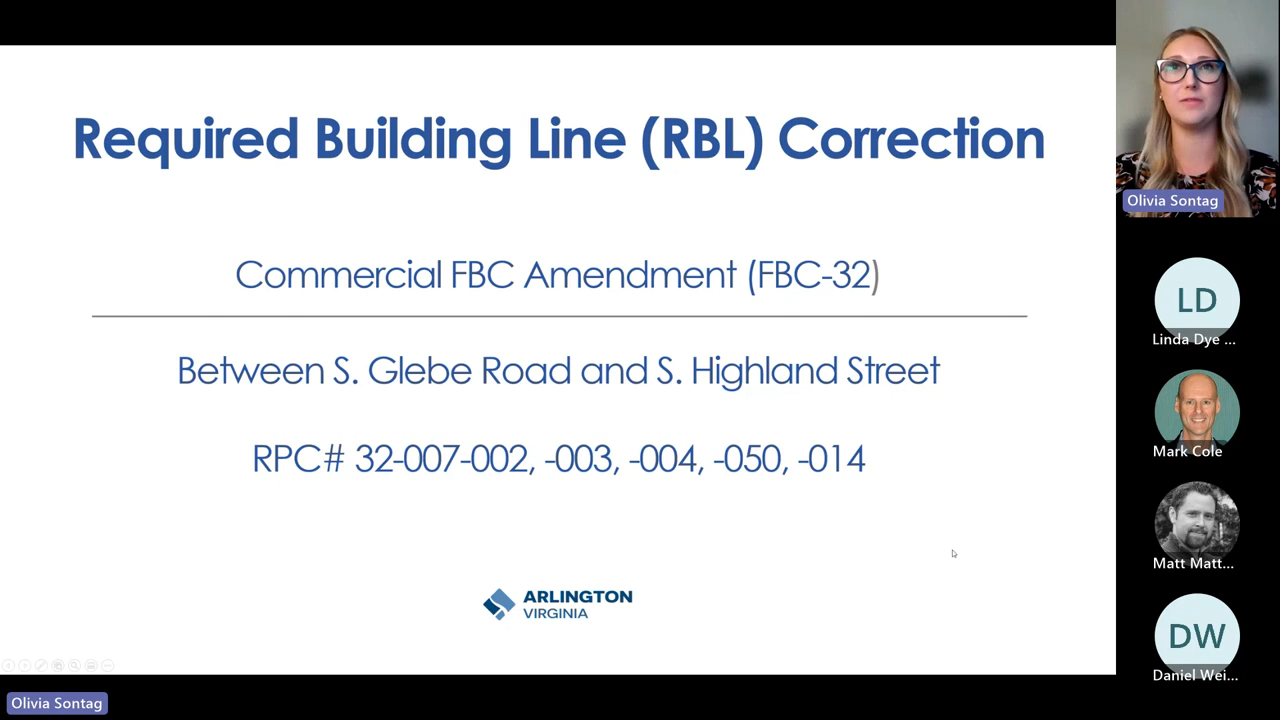 Required Building Line (RBL) Correction
Commercial FBC Amendment (FBC-32)
Between S. Glebe Road and S. Highland Street
RPC# 32-007-002, -003, -004, -050, -014
ARLINGTON
VIRGINIA
Olivia Sontag
Olivia Sontag
LD
Linda Dye ...
Mark Cole
Matt Matt...
DW
Daniel Wei...